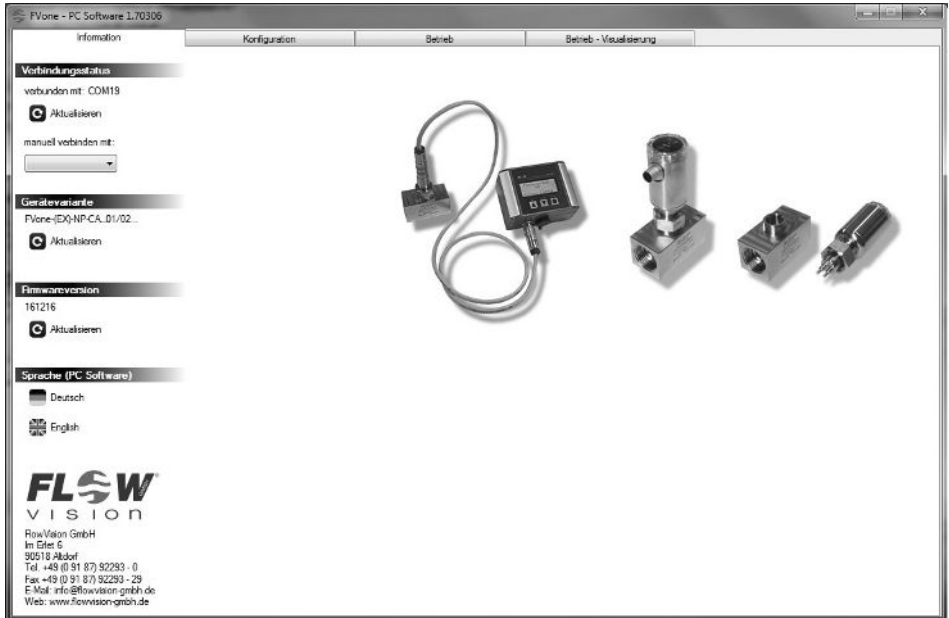 FVone - PC Software 1.70306
Information
Konfiguration
Betrieb
Betrieb - Visualisierung
Verbindungsstatus
verbunden mit: COM19
Aktualisieren
manuell verbinden mit:
Gerätevariante
FVone-(EX)-NP-CA..01/02...
Aktualisieren
Firmwareversion
161216
Aktualisieren
Sprache (PC Software)
Deutsch
English
FLOW
vision
FlowVision GmbH
Im Erlet 6
90518 Altdorf
Tel. +49 (0 91 87) 92293 - 0
Fax +49 (0 91 87) 92293 - 29
E-Mail: info@flowvision-gmbh.de
Web: www.flowvision-gmbh.de